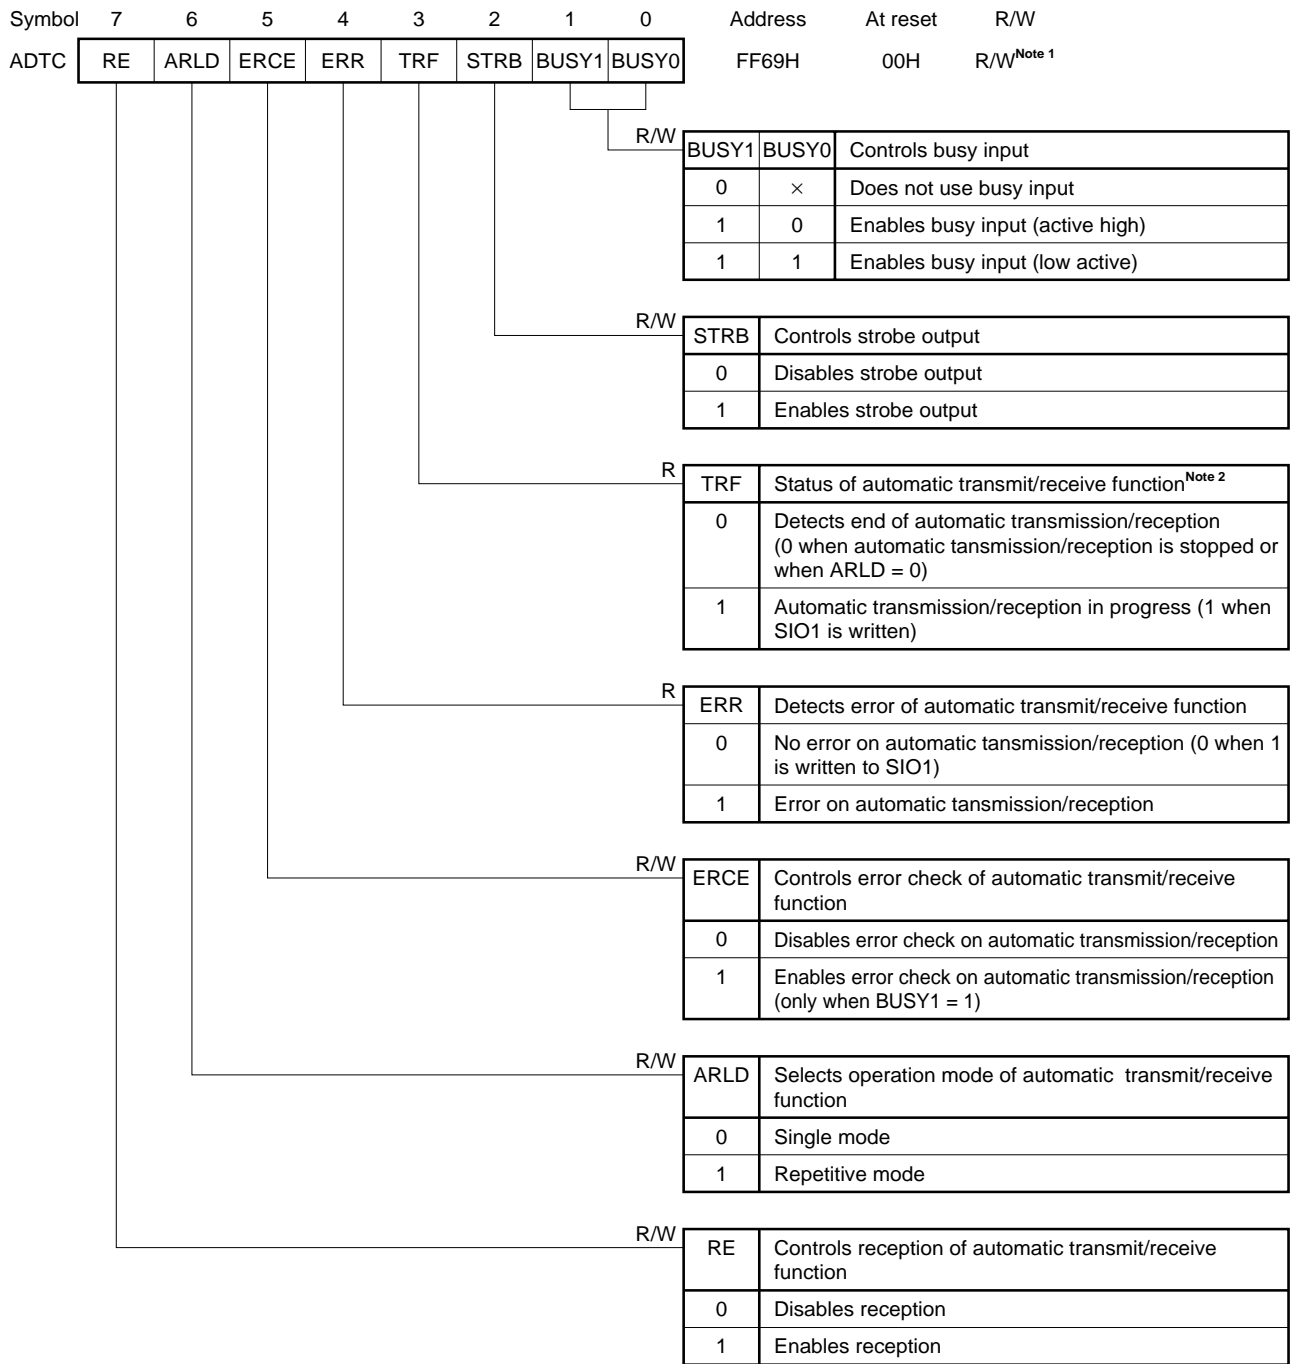 Symbol 7 6 5 4 3 2 1 0 Address At reset R/W
ADTC RE ARLD ERCE ERR TRF STRB BUSY1 BUSY0 FF69H 00H R/WNote 1
R/W
BUSY1 BUSY0 Controls busy input
0 × Does not use busy input
1 0 Enables busy input (active high)
1 1 Enables busy input (low active)
R/W
STRB Controls strobe output
0 Disables strobe output
1 Enables strobe output
R
TRF Status of automatic transmit/receive functionNote 2
0 Detects end of automatic transmission/reception
(0 when automatic tansmission/reception is stopped or
when ARLD = 0)
1 Automatic transmission/reception in progress (1 when
SIO1 is written)
R
ERR Detects error of automatic transmit/receive function
0 No error on automatic tansmission/reception (0 when 1
is written to SIO1)
1 Error on automatic tansmission/reception
R/W
ERCE Controls error check of automatic transmit/receive
function
0 Disables error check on automatic transmission/reception
1 Enables error check on automatic transmission/reception
(only when BUSY1 = 1)
R/W
ARLD Selects operation mode of automatic transmit/receive
function
0 Single mode
1 Repetitive mode
R/W
RE Controls reception of automatic transmit/receive
function
0 Disables reception
1 Enables reception